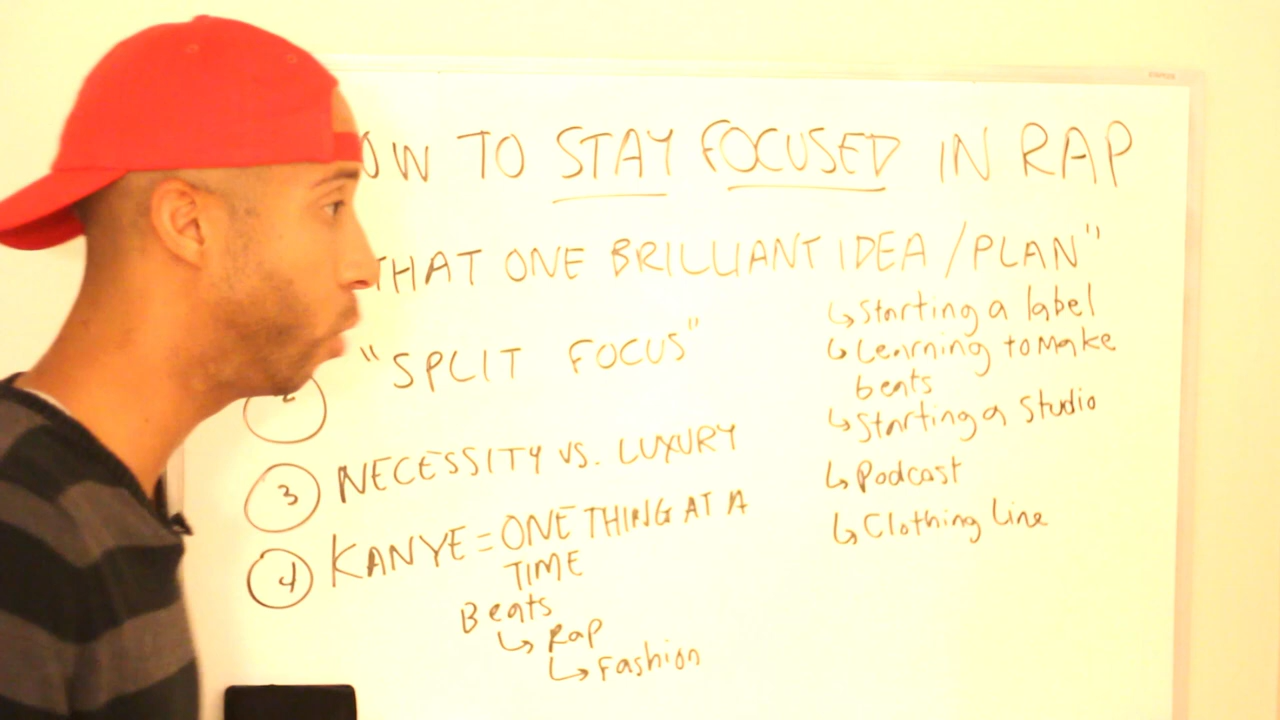 OW TO STAY FOCUSED IN RAP
THAT ONE BRILLIANT IDEA / PLAN"
↳ Starting a label
↳ Learning to make
beats
↳ Starting a studio
↳ Podcast
↳ Clothing Line
2 "SPLIT FOCUS"
3 NECESSITY VS. LUXURY
4 KANYE = ONE THING AT A
TIME
Beats
↳ Rap
↳ Fashion